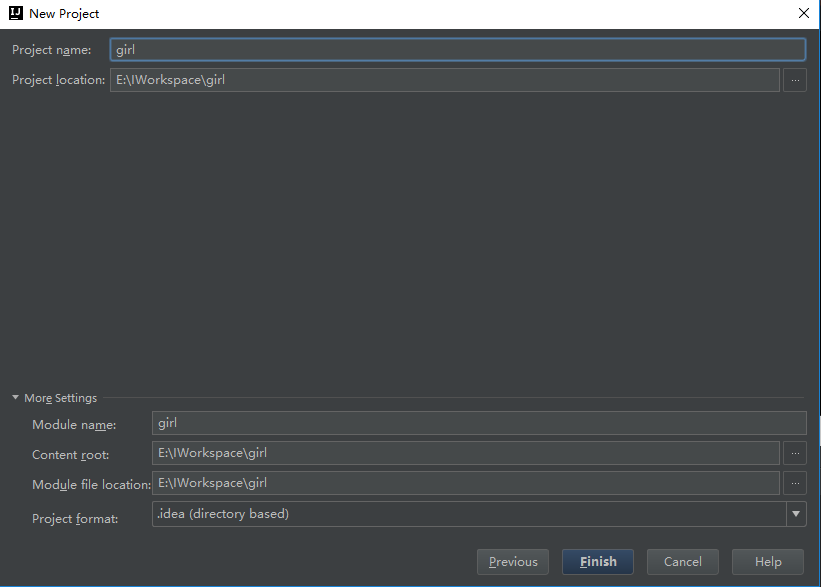 IJ New Project
Project name: girl
Project location: E:\IWorkspace\girl ...
More Settings
Module name: girl
Content root: E:\IWorkspace\girl ...
Module file location: E:\IWorkspace\girl ...
Project format: .idea (directory based)
Previous Finish Cancel Help